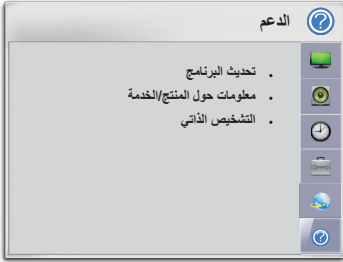 الدعم
• تحديث البرنامج
• معلومات حول المنتج/الخدمة
• التشخيص الذاتي